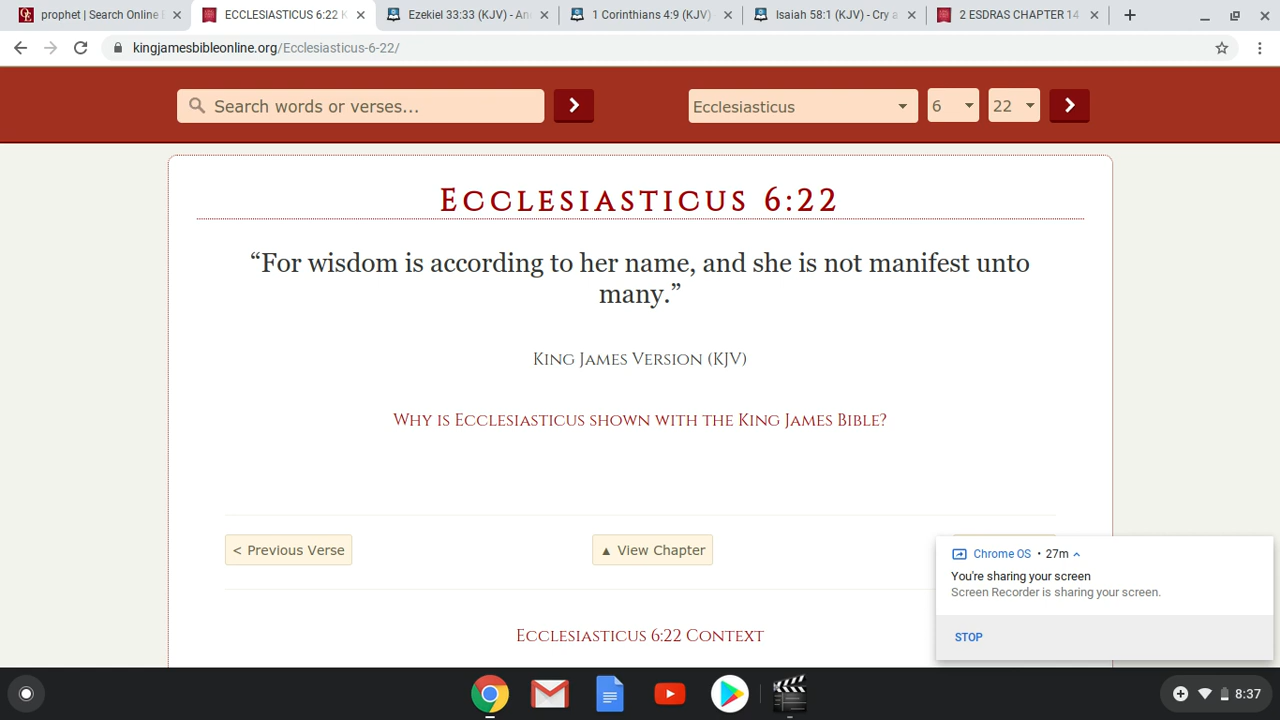 prophet | Search Online E
ECCLESIASTICUS 6:22 K
Ezekiel 33:33 (KJV) - An
1 Corinthians 4:9 (KJV)
Isaiah 58:1 (KJV) - Cry a
2 ESDRAS CHAPTER 14
kingjamesbibleonline.org/Ecclesiasticus-6-22/
Search words or verses...
Ecclesiasticus
6
22
Ecclesiasticus 6:22
“For wisdom is according to her name, and she is not manifest unto
many.”
King James Version (KJV)
Why is Ecclesiasticus shown with the King James Bible?
< Previous Verse
▲ View Chapter
Chrome OS • 27m
You're sharing your screen
Screen Recorder is sharing your screen.
STOP
Ecclesiasticus 6:22 Context
8:37